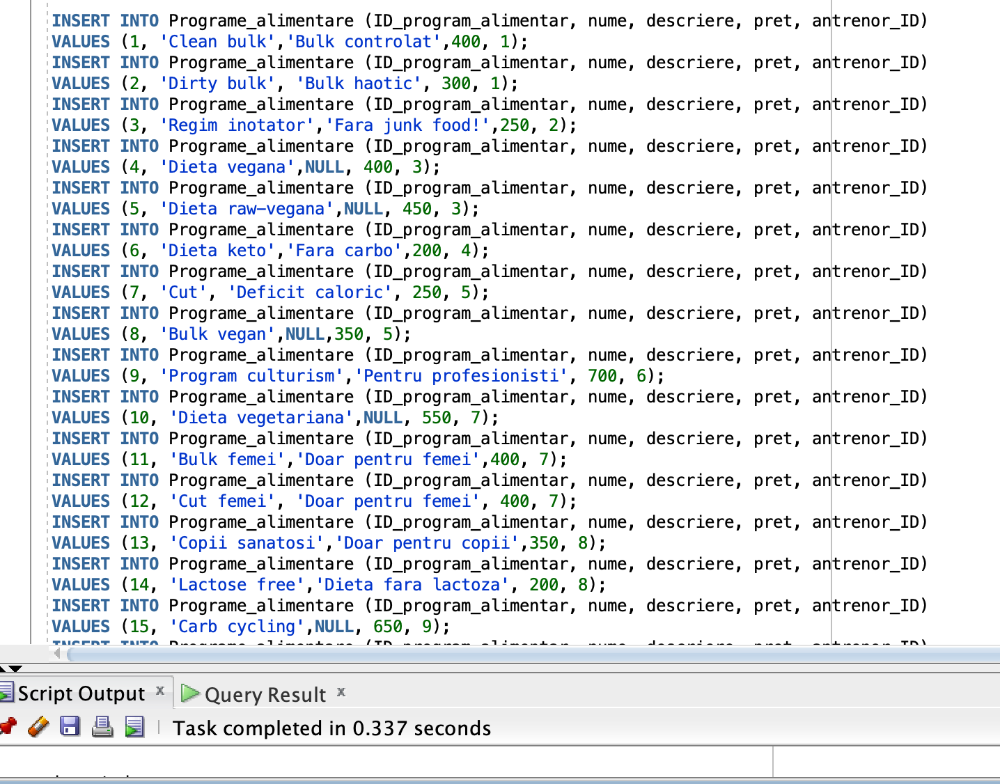 INSERT INTO Programe_alimentare (ID_program_alimentar, nume, descriere, pret, antrenor_ID)
VALUES (1, 'Clean bulk','Bulk controlat',400, 1);
INSERT INTO Programe_alimentare (ID_program_alimentar, nume, descriere, pret, antrenor_ID)
VALUES (2, 'Dirty bulk', 'Bulk haotic', 300, 1);
INSERT INTO Programe_alimentare (ID_program_alimentar, nume, descriere, pret, antrenor_ID)
VALUES (3, 'Regim inotator','Fara junk food!',250, 2);
INSERT INTO Programe_alimentare (ID_program_alimentar, nume, descriere, pret, antrenor_ID)
VALUES (4, 'Dieta vegana',NULL, 400, 3);
INSERT INTO Programe_alimentare (ID_program_alimentar, nume, descriere, pret, antrenor_ID)
VALUES (5, 'Dieta raw-vegana',NULL, 450, 3);
INSERT INTO Programe_alimentare (ID_program_alimentar, nume, descriere, pret, antrenor_ID)
VALUES (6, 'Dieta keto','Fara carbo',200, 4);
INSERT INTO Programe_alimentare (ID_program_alimentar, nume, descriere, pret, antrenor_ID)
VALUES (7, 'Cut', 'Deficit caloric', 250, 5);
INSERT INTO Programe_alimentare (ID_program_alimentar, nume, descriere, pret, antrenor_ID)
VALUES (8, 'Bulk vegan',NULL,350, 5);
INSERT INTO Programe_alimentare (ID_program_alimentar, nume, descriere, pret, antrenor_ID)
VALUES (9, 'Program culturism','Pentru profesionisti', 700, 6);
INSERT INTO Programe_alimentare (ID_program_alimentar, nume, descriere, pret, antrenor_ID)
VALUES (10, 'Dieta vegetariana',NULL, 550, 7);
INSERT INTO Programe_alimentare (ID_program_alimentar, nume, descriere, pret, antrenor_ID)
VALUES (11, 'Bulk femei','Doar pentru femei',400, 7);
INSERT INTO Programe_alimentare (ID_program_alimentar, nume, descriere, pret, antrenor_ID)
VALUES (12, 'Cut femei', 'Doar pentru femei', 400, 7);
INSERT INTO Programe_alimentare (ID_program_alimentar, nume, descriere, pret, antrenor_ID)
VALUES (13, 'Copii sanatosi','Doar pentru copii',350, 8);
INSERT INTO Programe_alimentare (ID_program_alimentar, nume, descriere, pret, antrenor_ID)
VALUES (14, 'Lactose free','Dieta fara lactoza', 200, 8);
INSERT INTO Programe_alimentare (ID_program_alimentar, nume, descriere, pret, antrenor_ID)
VALUES (15, 'Carb cycling',NULL, 650, 9);
INSERT INTO Programe_alimentare (ID_program_alimentar, nume, descriere, pret, antrenor_ID)
Script Output x Query Result x
Task completed in 0.337 seconds